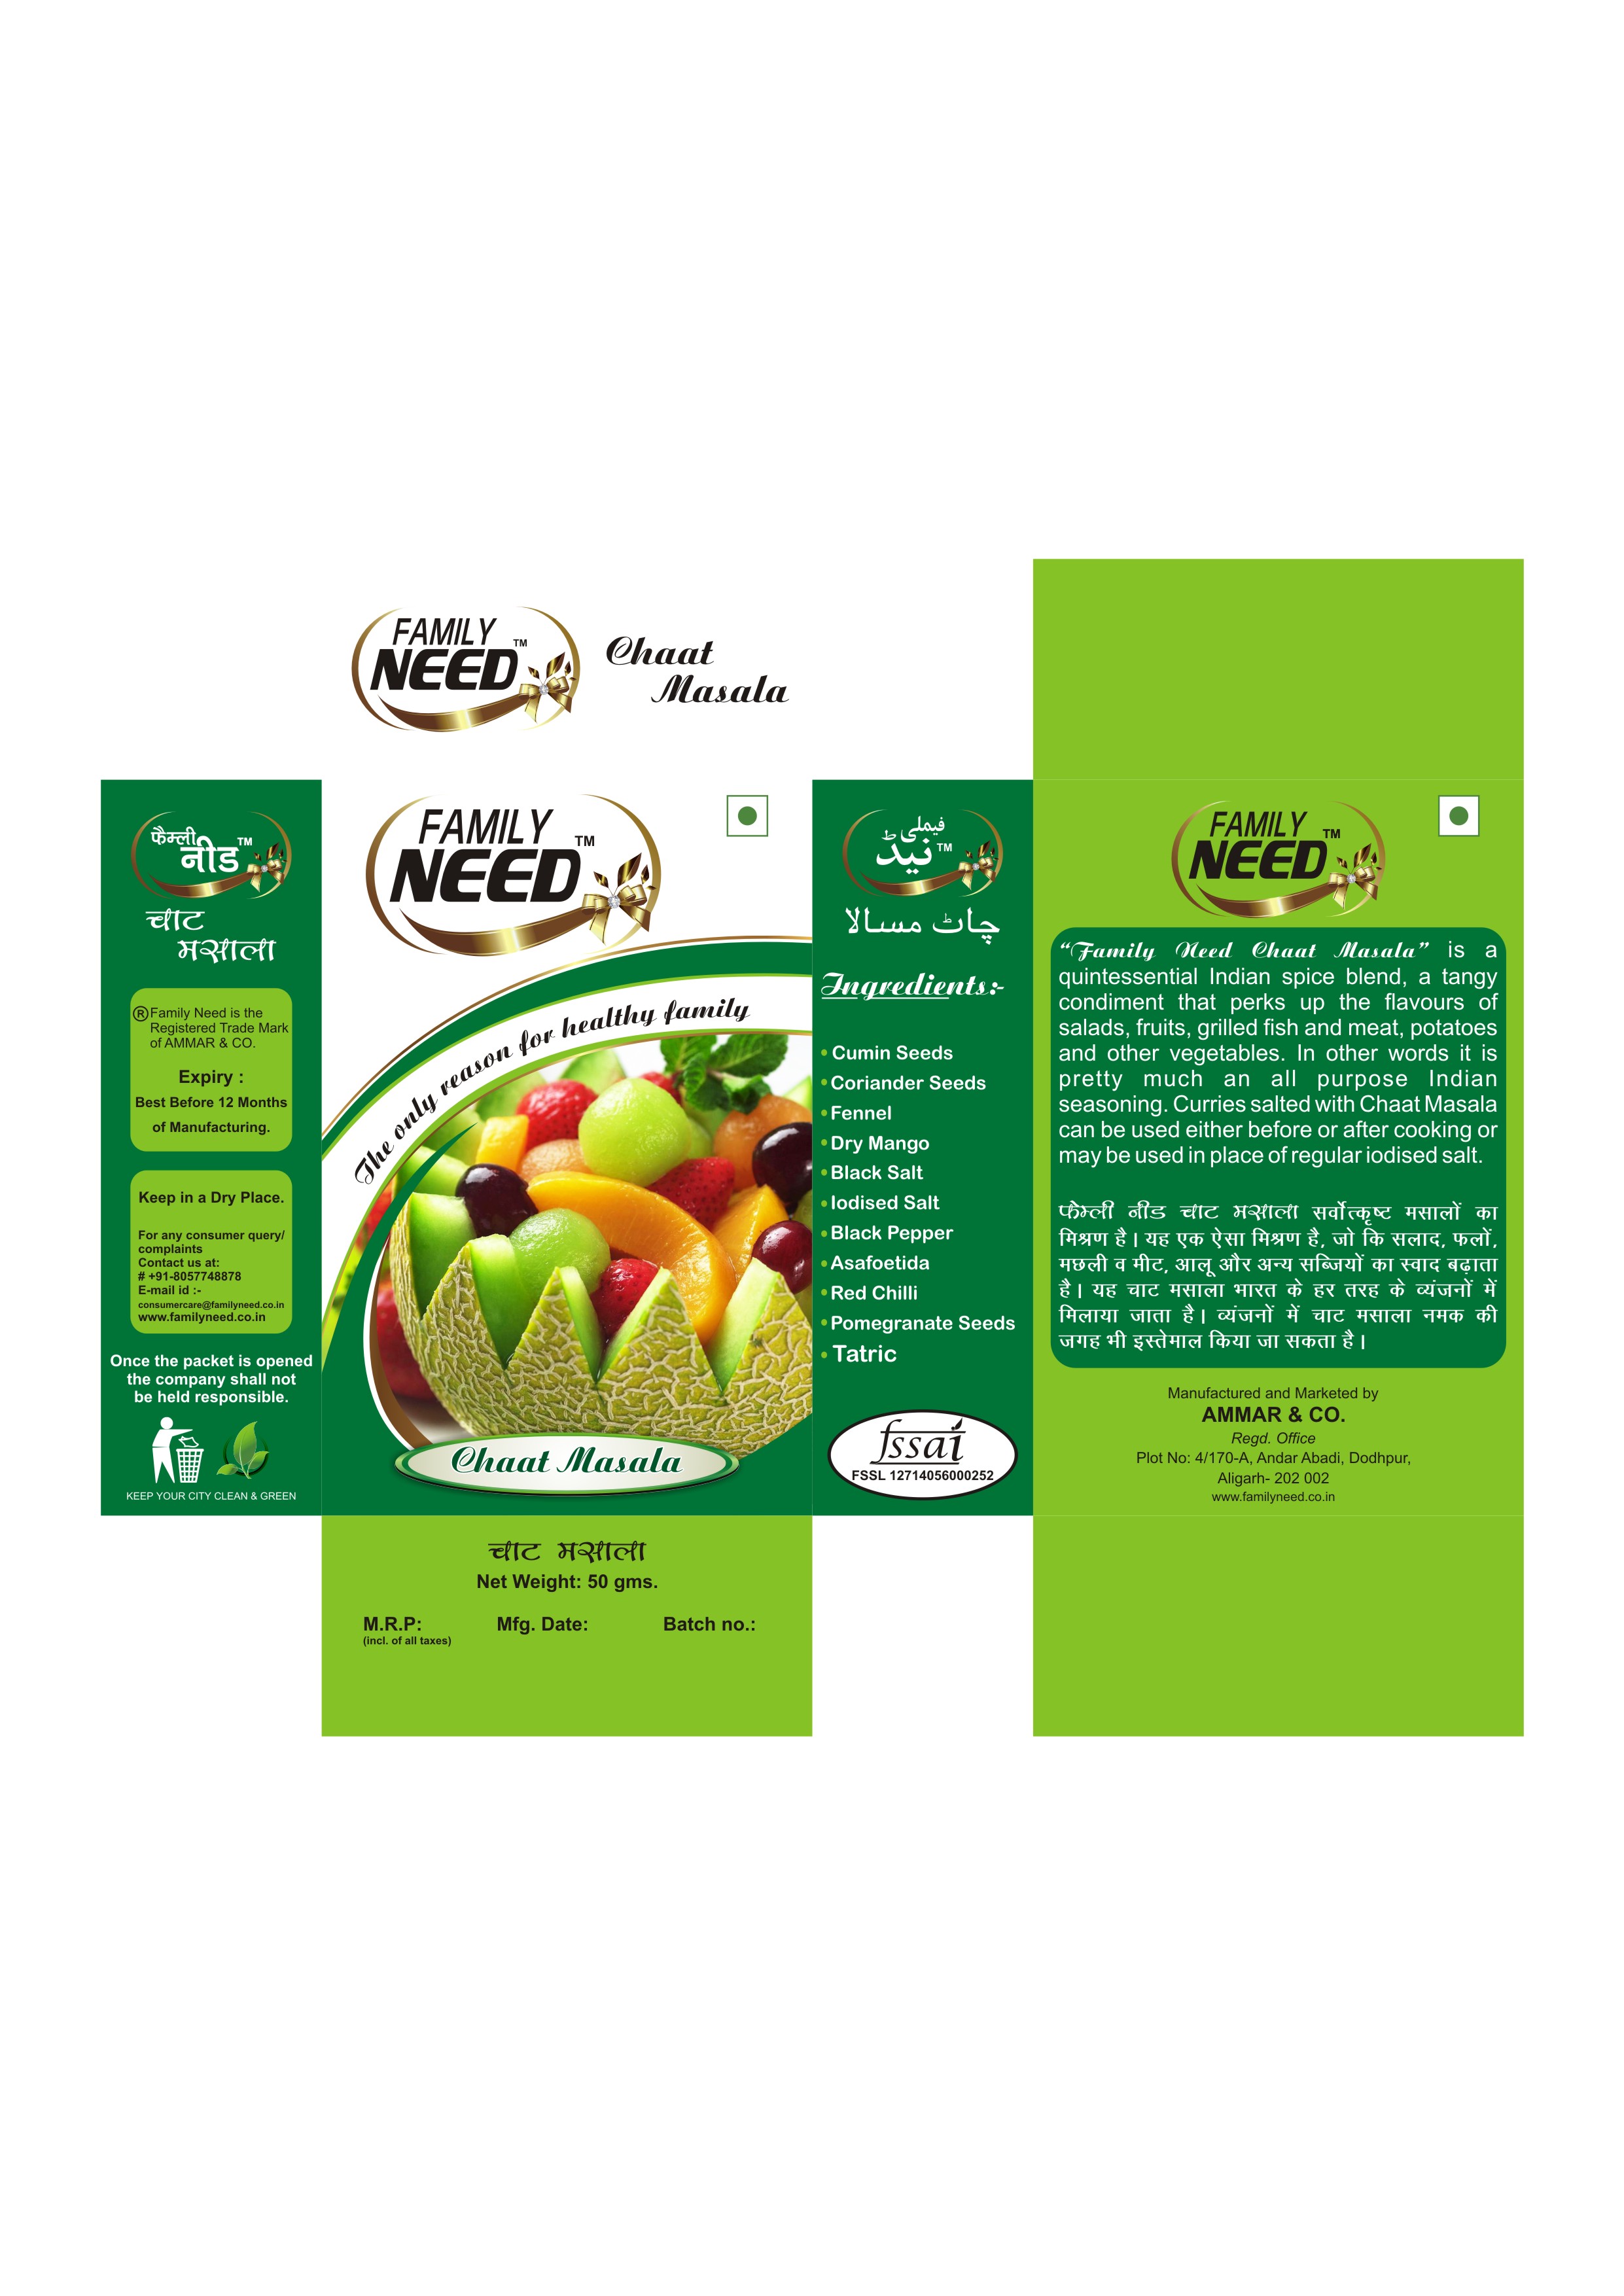 FAMILY
NEED™
Chaat
Masala
फैम्ली
नीड™
चाट
मसाला
® Family Need is the
Registered Trade Mark
of AMMAR & CO.
Expiry :
Best Before 12 Months
of Manufacturing.
Keep in a Dry Place.
For any consumer query/
complaints
Contact us at:
# +91-8057748878
E-mail id :-
consumercare@familyneed.co.in
www.familyneed.co.in
Once the packet is opened
the company shall not
be held responsible.
KEEP YOUR CITY CLEAN & GREEN
FAMILY
NEED™
The only reason for healthy family
Chaat Masala
فیملی
نیڈ™
چاٹ مسالا
Ingredients:-
• Cumin Seeds
• Coriander Seeds
• Fennel
• Dry Mango
• Black Salt
• Iodised Salt
• Black Pepper
• Asafoetida
• Red Chilli
• Pomegranate Seeds
• Tatric
fssai
FSSL 12714056000252
FAMILY
NEED™
“Family Need Chaat Masala” is a
quintessential Indian spice blend, a tangy
condiment that perks up the flavours of
salads, fruits, grilled fish and meat, potatoes
and other vegetables. In other words it is
pretty much an all purpose Indian
seasoning. Curries salted with Chaat Masala
can be used either before or after cooking or
may be used in place of regular iodised salt.
फैम्ली नीड चाट मसाला सर्वोत्कृष्ट मसालों का
मिश्रण है। यह एक ऐसा मिश्रण है, जो कि सलाद, फलों,
मछली व मीट, आलू और अन्य सब्जियों का स्वाद बढ़ाता
है। यह चाट मसाला भारत के हर तरह के व्यंजनों में
मिलाया जाता है। व्यंजनों में चाट मसाला नमक की
जगह भी इस्तेमाल किया जा सकता है।
Manufactured and Marketed by
AMMAR & CO.
Regd. Office
Plot No: 4/170-A, Andar Abadi, Dodhpur,
Aligarh- 202 002
www.familyneed.co.in
चाट मसाला
Net Weight: 50 gms.
M.R.P: Mfg. Date: Batch no.:
(incl. of all taxes)